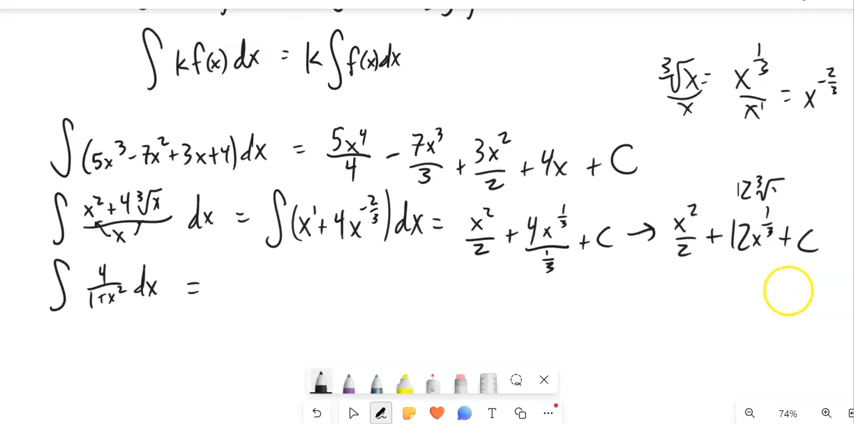 ∫ kf(x)dx = k∫f(x)dx
∛x/x = x^(1/3)/x^1 = x^(-2/3)
∫(5x³-7x²+3x+4)dx = 5x⁴/4 - 7x³/3 + 3x²/2 + 4x + C
12∛
∫ (x²+4∛x)/x dx = ∫(x¹+4x^(-2/3))dx = x²/2 + 4x^(1/3)/(1/3) + C → x²/2 + 12x^(1/3) + C
∫ 4/(1+x²) dx =
T
74%